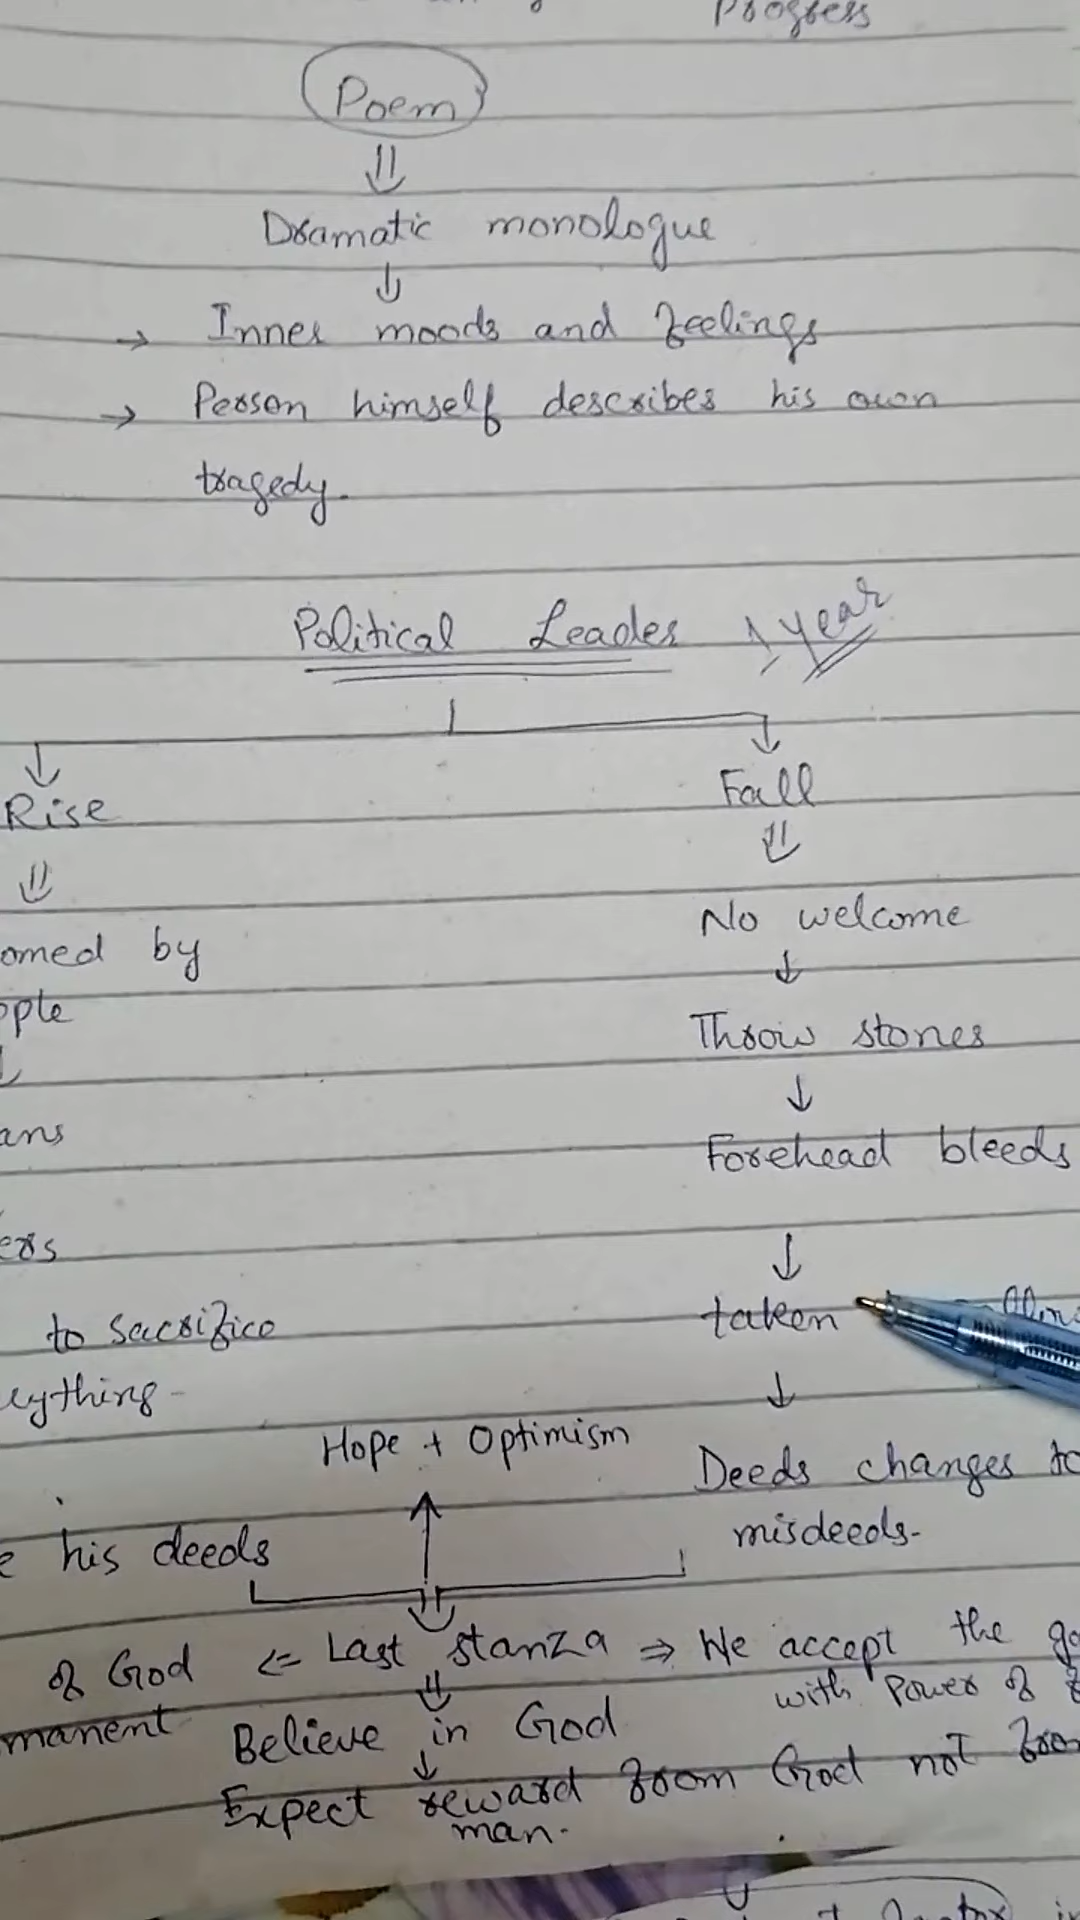 Progress
Poem
Dramatic monologue
→ Inner moods and feelings
→ Person himself describes his own
tragedy.
Political Leader 1 year
Rise
Fall
omed by
ople
ans
ers
to sacrifice
eything -
No welcome
Throw stones
Forehead bleeds
taken
Deeds changes to
misdeeds.
Hope + Optimism
e his deeds
of God ⇐ Last stanza ⇒ We accept the
with Power of
manent
Believe in God
Expect reward from God not
man.